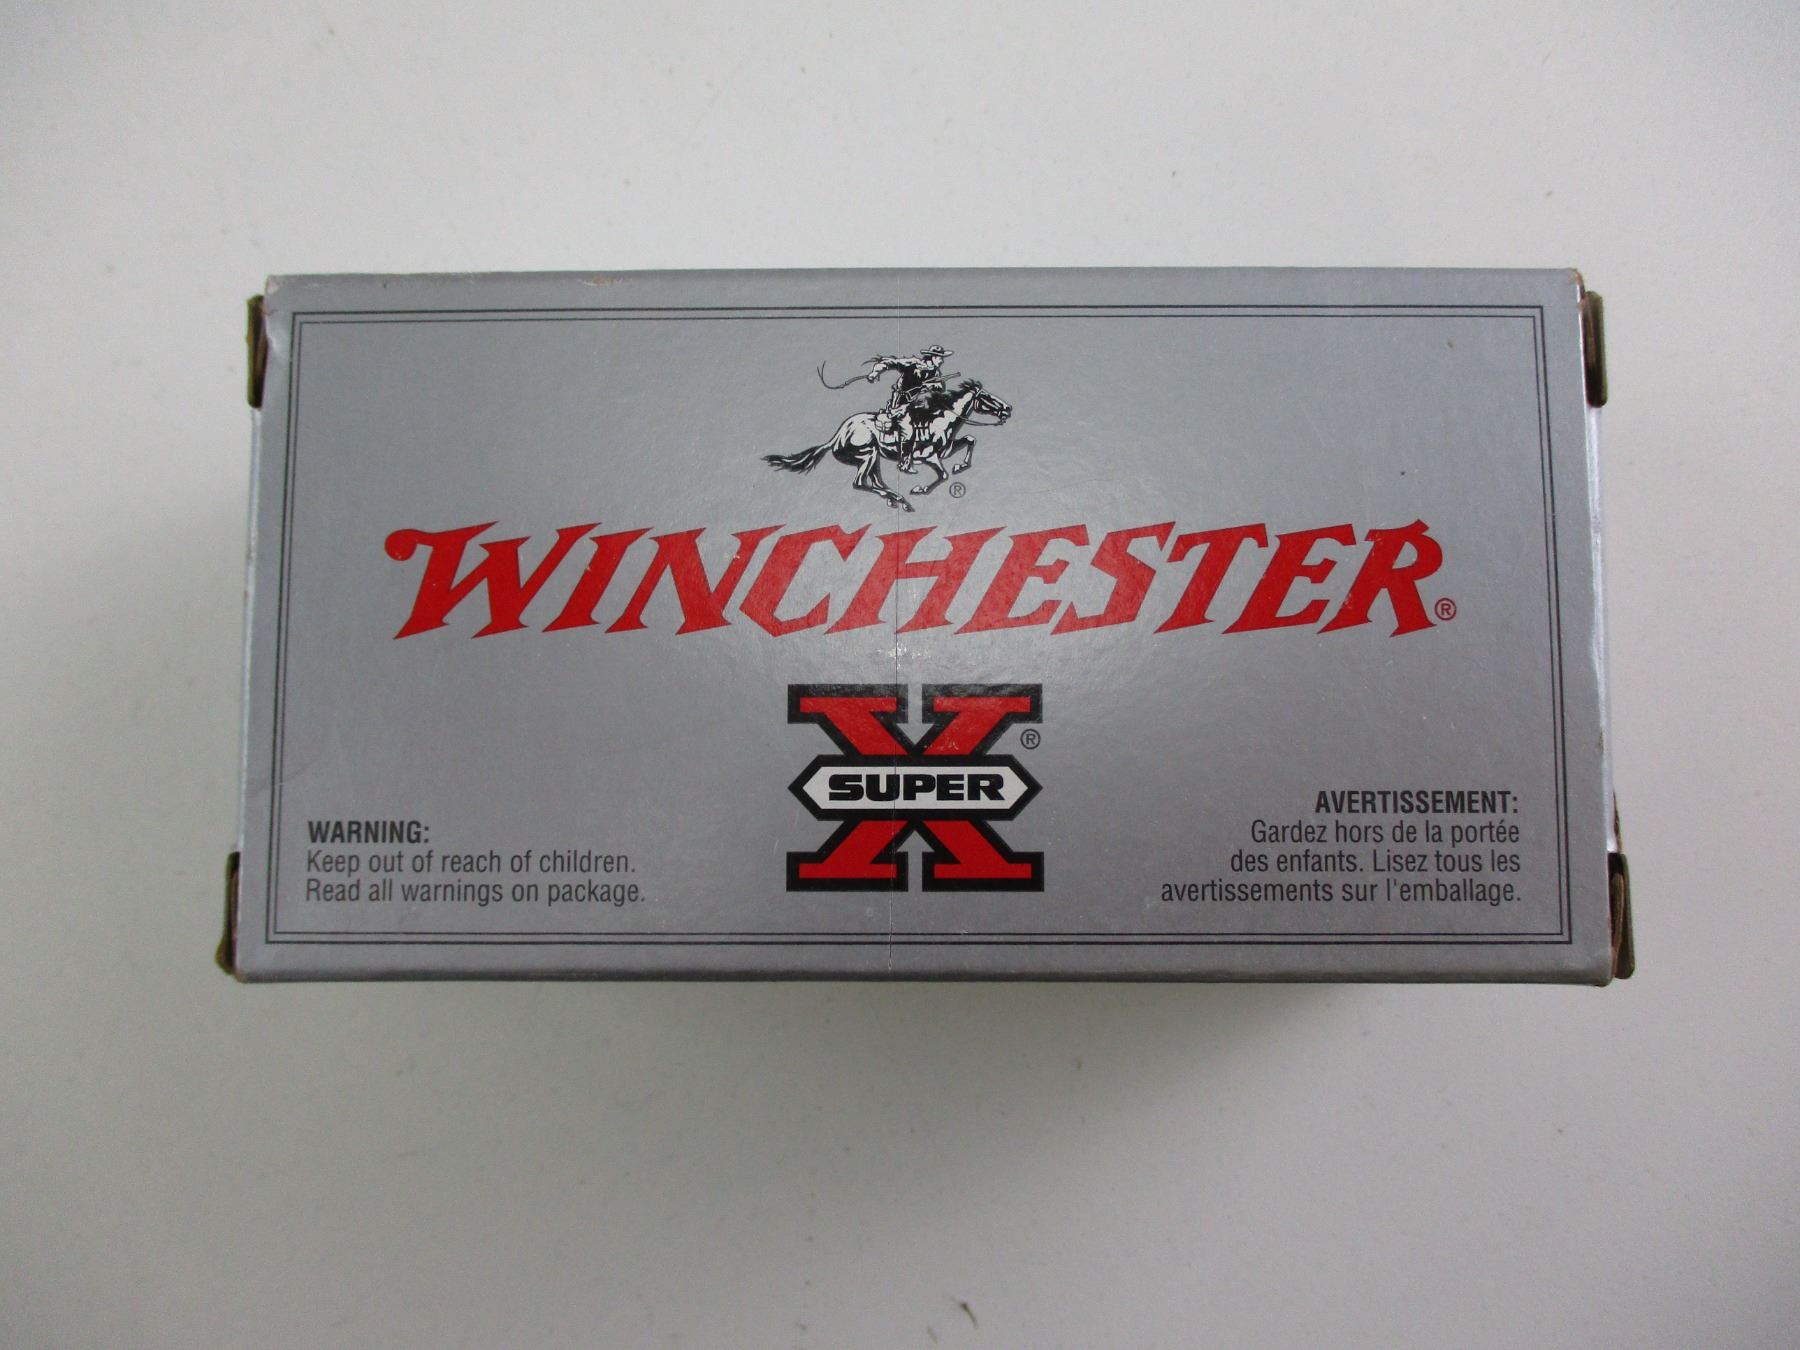 ®
WINCHESTER®
X®
SUPER
WARNING:
Keep out of reach of children.
Read all warnings on package.
AVERTISSEMENT:
Gardez hors de la portée
des enfants. Lisez tous les
avertissements sur l'emballage.